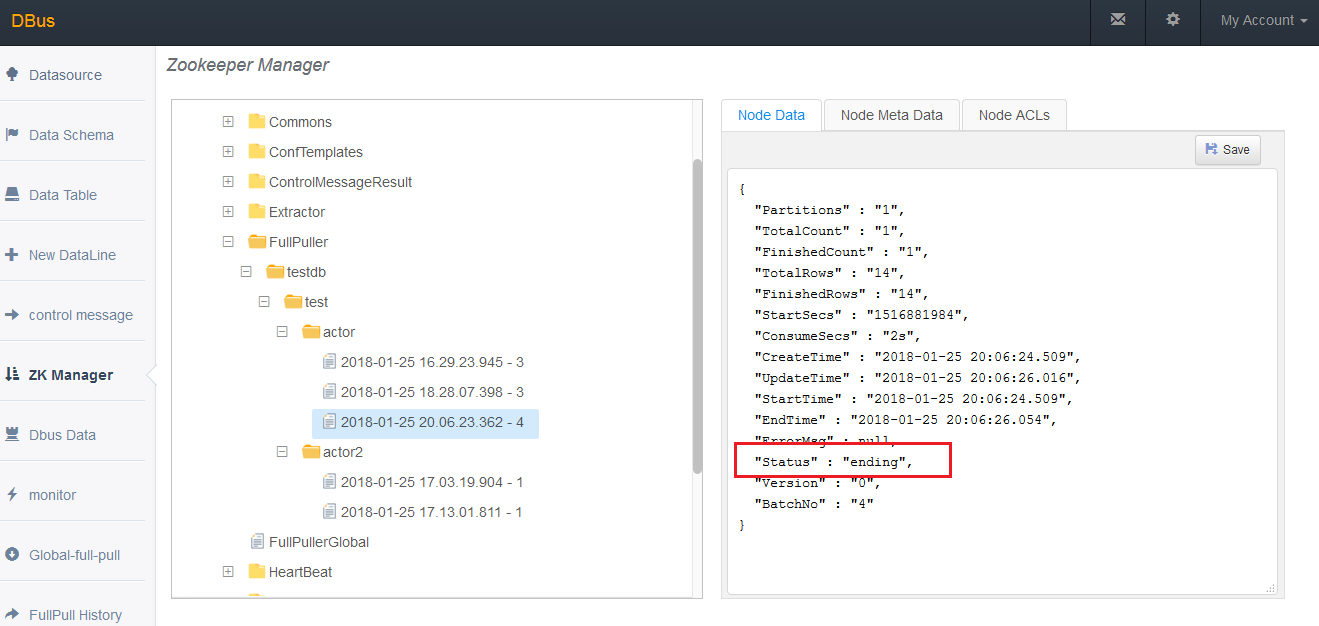 DBus
My Account
Datasource
Data Schema
Data Table
New DataLine
control message
ZK Manager
Dbus Data
monitor
Global-full-pull
FullPull History
Zookeeper Manager
Commons
ConfTemplates
ControlMessageResult
Extractor
FullPuller
testdb
test
actor
2018-01-25 16.29.23.945 - 3
2018-01-25 18.28.07.398 - 3
2018-01-25 20.06.23.362 - 4
actor2
2018-01-25 17.03.19.904 - 1
2018-01-25 17.13.01.811 - 1
FullPullerGlobal
HeartBeat
Node Data
Node Meta Data
Node ACLs
Save
{
"Partitions" : "1",
"TotalCount" : "1",
"FinishedCount" : "1",
"TotalRows" : "14",
"FinishedRows" : "14",
"StartSecs" : "1516881984",
"ConsumeSecs" : "2s",
"CreateTime" : "2018-01-25 20:06:24.509",
"UpdateTime" : "2018-01-25 20:06:26.016",
"StartTime" : "2018-01-25 20:06:24.509",
"EndTime" : "2018-01-25 20:06:26.054",
"ErrorMsg" : null,
"Status" : "ending",
"Version" : "0",
"BatchNo" : "4"
}